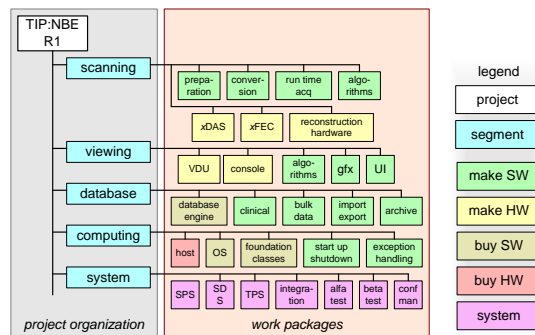 TIP:NBE
R1
scanning
prepa-
ration
conver-
sion
run time
acq
algo-
rithms
xDAS
xFEC
reconstruction
hardware
viewing
VDU
console
algo-
rithms
gfx
UI
database
database
engine
clinical
bulk
data
import
export
archive
computing
host
OS
foundation
classes
start up
shutdown
exception
handling
system
SPS
SD
S
TPS
integra-
tion
alfa
test
beta
test
conf
man
project organization
work packages
legend
project
segment
make SW
make HW
buy SW
buy HW
system